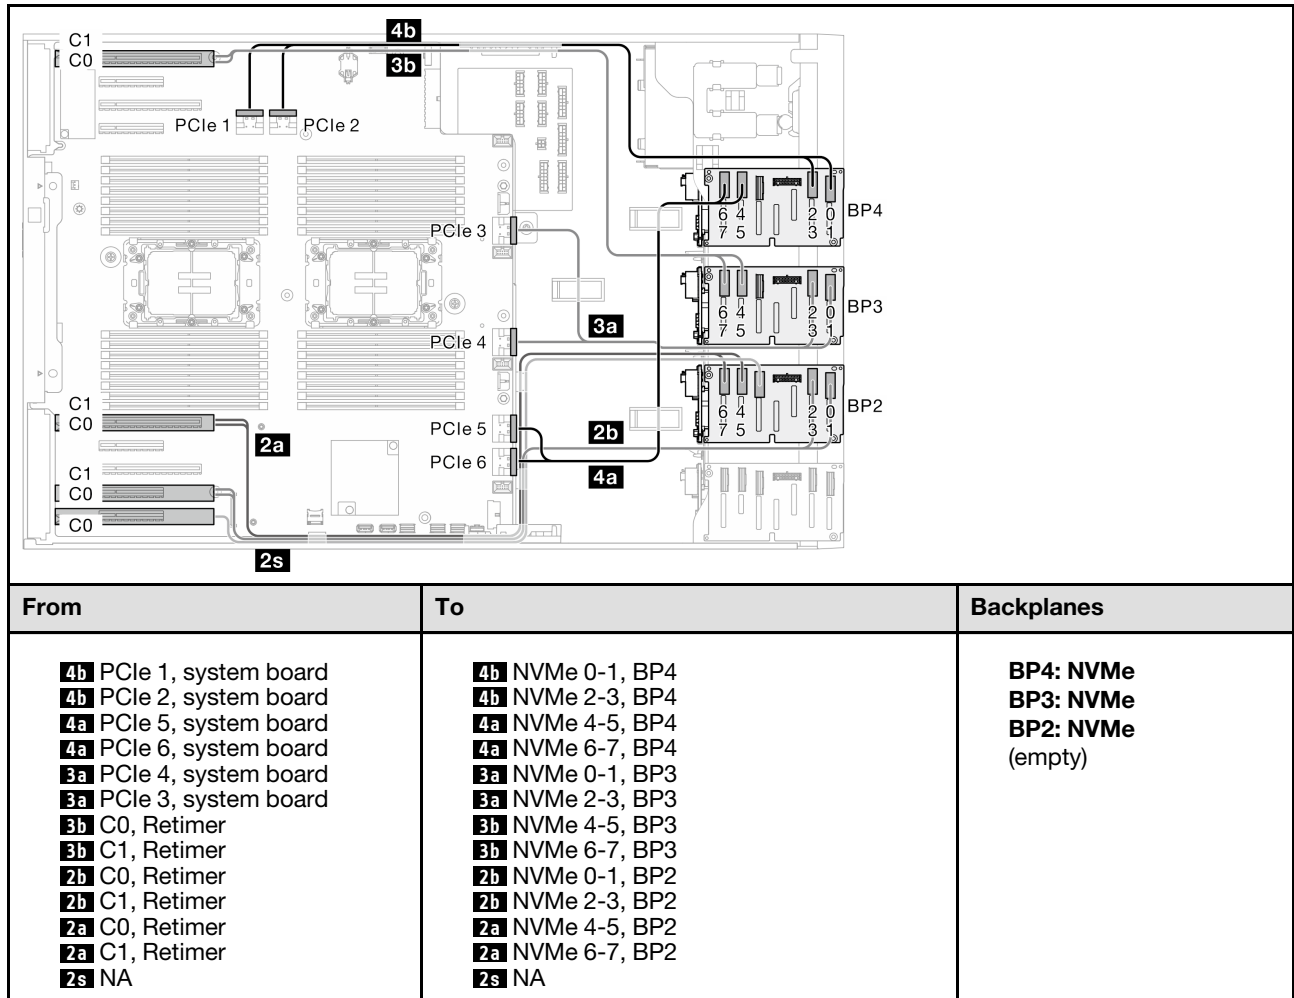 4b
C1
C0
3b
PCIe 1
PCIe 2
PCIe 3
6 4 2 0
7 5 3 1
BP4
3a
6 4 2 0
7 5 3 1
BP3
PCIe 4
C1
C0
2a
PCIe 5
2b
6 4 2 0
7 5 3 1
BP2
PCIe 6
4a
C1
C0
C0
2s
From To Backplanes
4b PCIe 1, system board
4b PCIe 2, system board
4a PCIe 5, system board
4a PCIe 6, system board
3a PCIe 4, system board
3a PCIe 3, system board
3b C0, Retimer
3b C1, Retimer
2b C0, Retimer
2b C1, Retimer
2a C0, Retimer
2a C1, Retimer
2s NA
4b NVMe 0-1, BP4
4b NVMe 2-3, BP4
4a NVMe 4-5, BP4
4a NVMe 6-7, BP4
3a NVMe 0-1, BP3
3a NVMe 2-3, BP3
3b NVMe 4-5, BP3
3b NVMe 6-7, BP3
2b NVMe 0-1, BP2
2b NVMe 2-3, BP2
2a NVMe 4-5, BP2
2a NVMe 6-7, BP2
2s NA
BP4: NVMe
BP3: NVMe
BP2: NVMe
(empty)